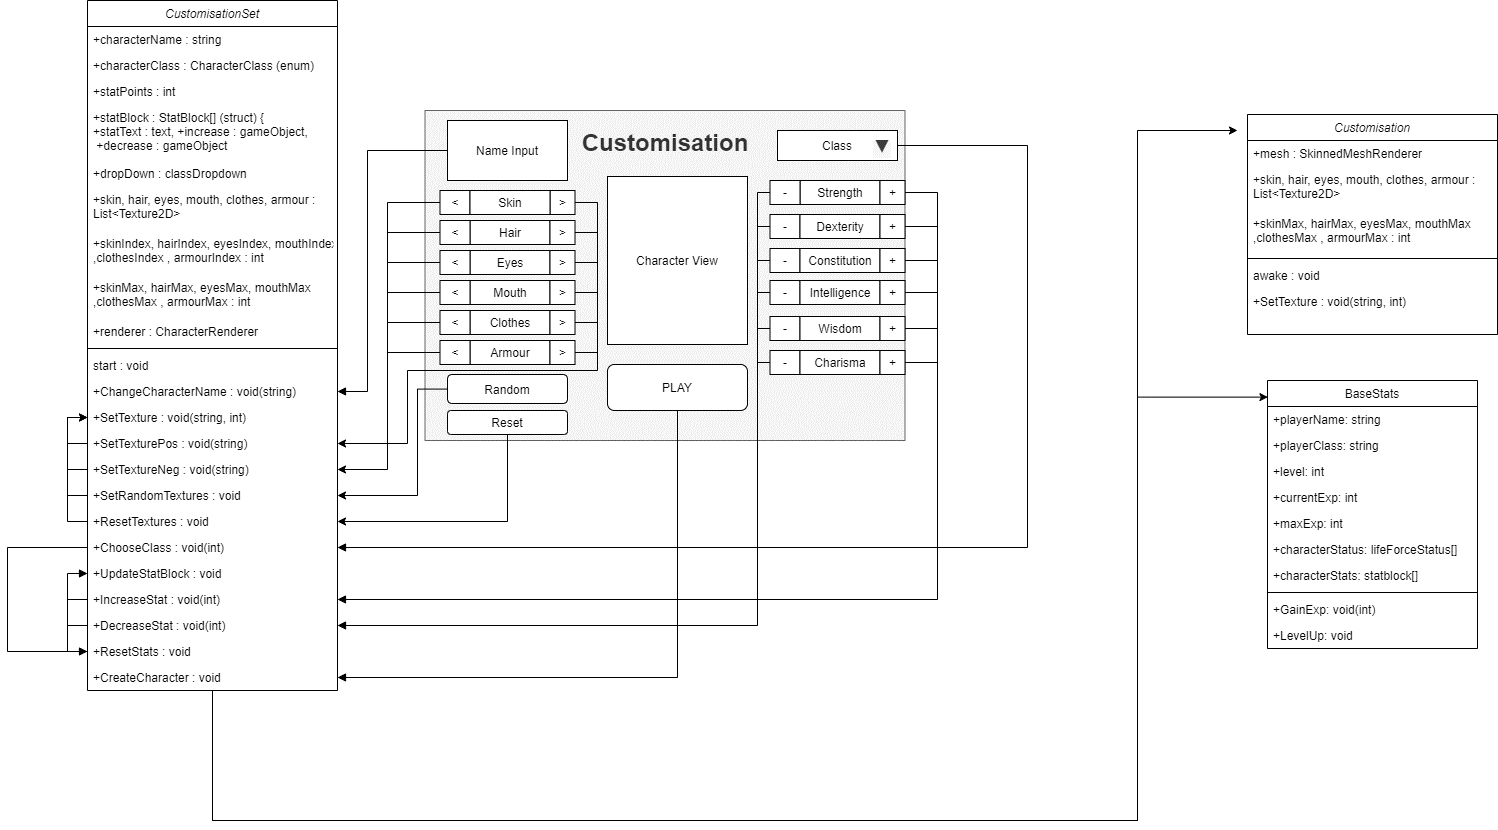 CustomisationSet
+characterName : string
+characterClass : CharacterClass (enum)
+statPoints : int
+statBlock : StatBlock[] (struct) {
+statText : text, +increase : gameObject,
+decrease : gameObject
+dropDown : classDropdown
+skin, hair, eyes, mouth, clothes, armour :
List<Texture2D>
+skinIndex, hairIndex, eyesIndex, mouthIndex
,clothesIndex , armourIndex : int
+skinMax, hairMax, eyesMax, mouthMax
,clothesMax , armourMax : int
+renderer : CharacterRenderer
start : void
+ChangeCharacterName : void(string)
+SetTexture : void(string, int)
+SetTexturePos : void(string)
+SetTextureNeg : void(string)
+SetRandomTextures : void
+ResetTextures : void
+ChooseClass : void(int)
+UpdateStatBlock : void
+IncreaseStat : void(int)
+DecreaseStat : void(int)
+ResetStats : void
+CreateCharacter : void
Name Input
Customisation
Class ▼
< Skin >
< Hair >
< Eyes >
< Mouth >
< Clothes >
< Armour >
Random
Reset
Character View
PLAY
- Strength +
- Dexterity +
- Constitution +
- Intelligence +
- Wisdom +
- Charisma +
Customisation
+mesh : SkinnedMeshRenderer
+skin, hair, eyes, mouth, clothes, armour :
List<Texture2D>
+skinMax, hairMax, eyesMax, mouthMax
,clothesMax , armourMax : int
awake : void
+SetTexture : void(string, int)
BaseStats
+playerName: string
+playerClass: string
+level: int
+currentExp: int
+maxExp: int
+characterStatus: lifeForceStatus[]
+characterStats: statblock[]
+GainExp: void(int)
+LevelUp: void